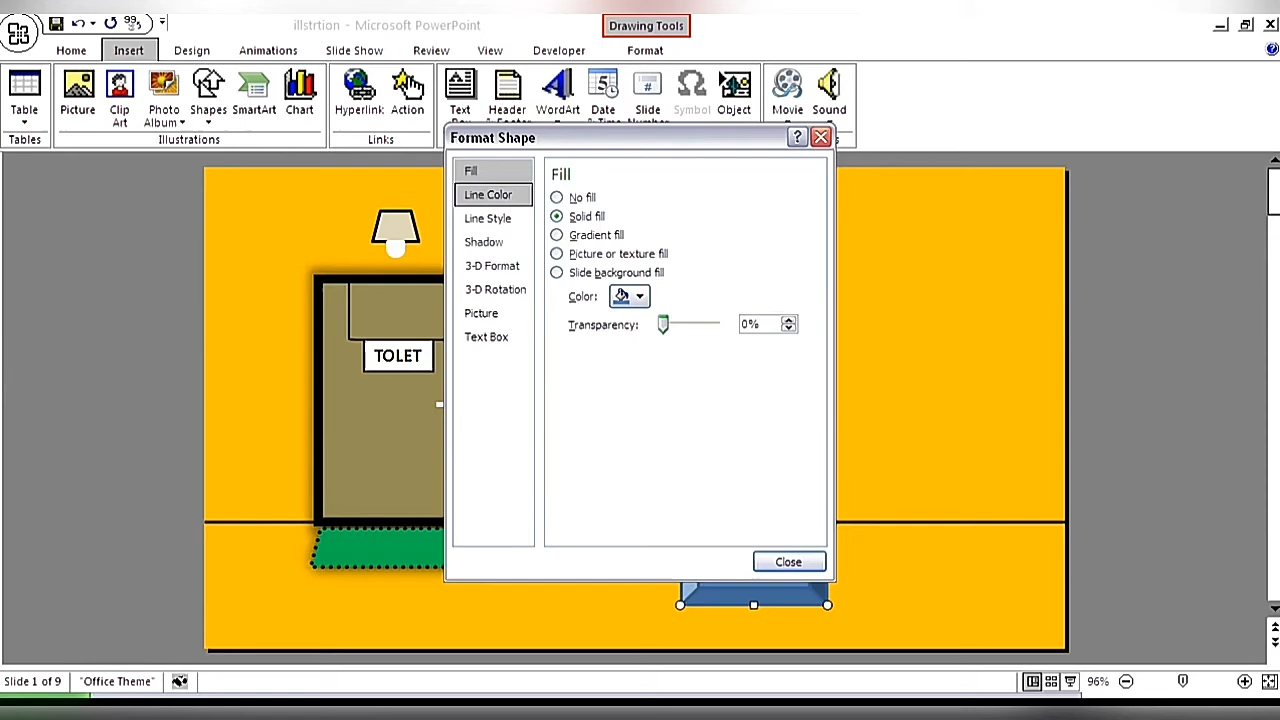 99%
illstrtion - Microsoft PowerPoint
Drawing Tools
Home Insert Design Animations Slide Show Review View Developer Format
Table Picture Clip Art Photo Album Shapes SmartArt Chart Hyperlink Action Text WordArt Header Date Slide Number Symbol Object Movie Sound
Tables Illustrations Links
Format Shape
Fill
Line Color
Line Style
Shadow
3-D Format
3-D Rotation
Picture
Text Box
Fill
No fill
Solid fill
Gradient fill
Picture or texture fill
Slide background fill
Color:
Transparency: 0%
Close
TOLET
Slide 1 of 9 "Office Theme" 96%